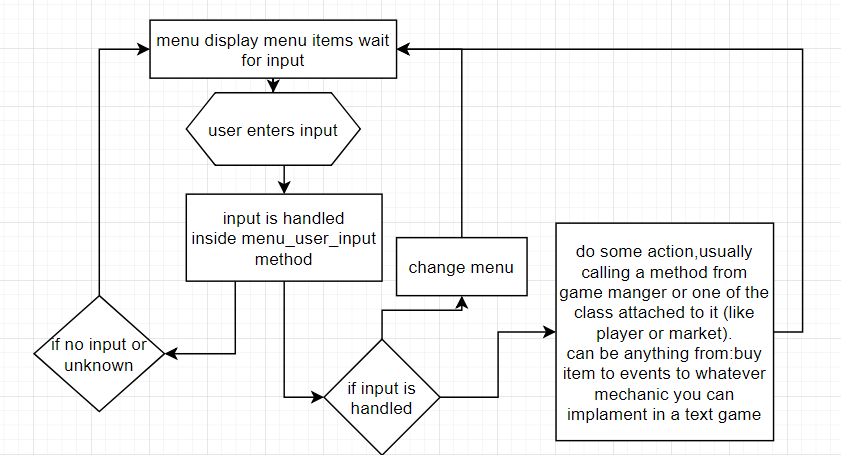 menu display menu items wait
for input
user enters input
input is handled
inside menu_user_input
method
change menu
do some action,usually
calling a method from
game manger or one of the
class attached to it (like
player or market).
can be anything from:buy
item to events to whatever
mechanic you can
implament in a text game
if no input or
unknown
if input is
handled